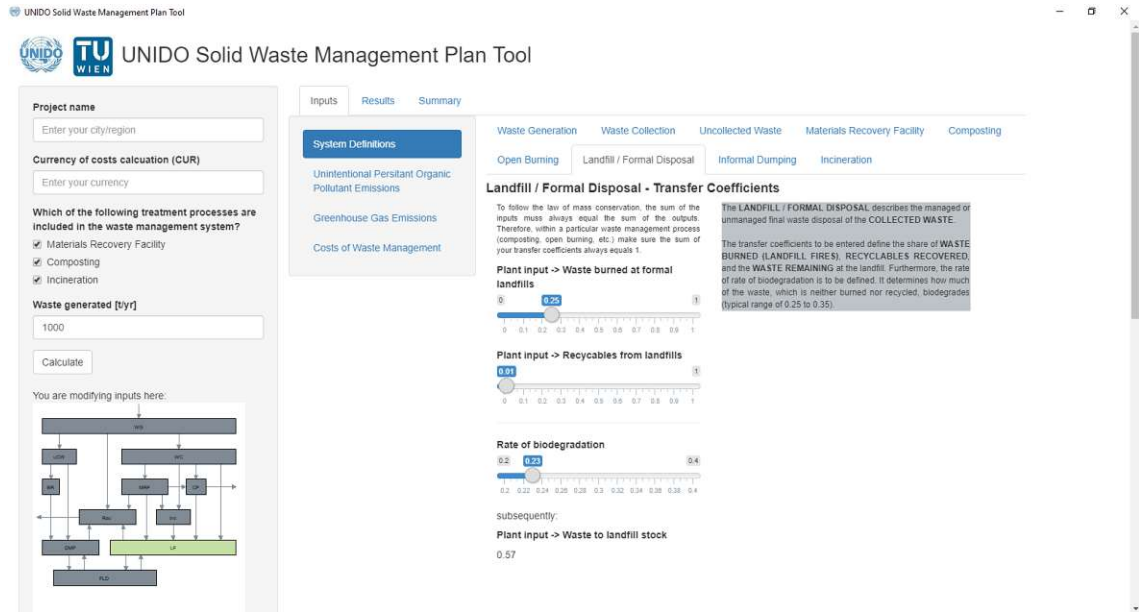 UNIDO Solid Waste Management Plan Tool
UNIDO
TU
WIEN
UNIDO Solid Waste Management Plan Tool
Project name
Enter your city/region
Currency of costs calcuation (CUR)
Enter your currency
Which of the following treatment processes are
included in the waste management system?
Materials Recovery Facility
Composting
Incineration
Waste generated [t/yr]
1000
Calculate
You are modifying inputs here:
WG
UCW
WC
MRF
CP
Inc
DMP
LF
FLD
Inputs Results Summary
System Definitions
Unintentional Persitant Organic
Pollutant Emissions
Greenhouse Gas Emissions
Costs of Waste Management
Waste Generation Waste Collection Uncollected Waste Materials Recovery Facility Composting
Open Burning Landfill / Formal Disposal Informal Dumping Incineration
Landfill / Formal Disposal - Transfer Coefficients
To follow the law of mass conservation, the sum of the
inputs muss always equal the sum of the outputs.
Therefore, within a particular waste management process
(composting, open burning, etc.) make sure the sum of
your transfer coefficients always equals 1.
Plant input -> Waste burned at formal
landfills
0 0.25 1
0 0.1 0.2 0.3 0.4 0.5 0.6 0.7 0.8 0.9 1
Plant input -> Recycables from landfills
0.01 1
0 0.1 0.2 0.3 0.4 0.5 0.6 0.7 0.8 0.9 1
Rate of biodegradation
0.2 0.23 0.4
0.2 0.22 0.24 0.26 0.28 0.3 0.32 0.34 0.36 0.38 0.4
subsequently:
Plant input -> Waste to landfill stock
0.57
The LANDFILL / FORMAL DISPOSAL describes the managed or
unmanaged final waste disposal of the COLLECTED WASTE.
The transfer coefficients to be entered define the share of WASTE
BURNED (LANDFILL FIRES), RECYCLABLES RECOVERED,
and the WASTE REMAINING at the landfill. Furthermore, the rate
of rate of biodegradation is to be defined. It determines how much
of the waste, which is neither burned nor recycled, biodegrades
(typical range of 0.25 to 0.35).